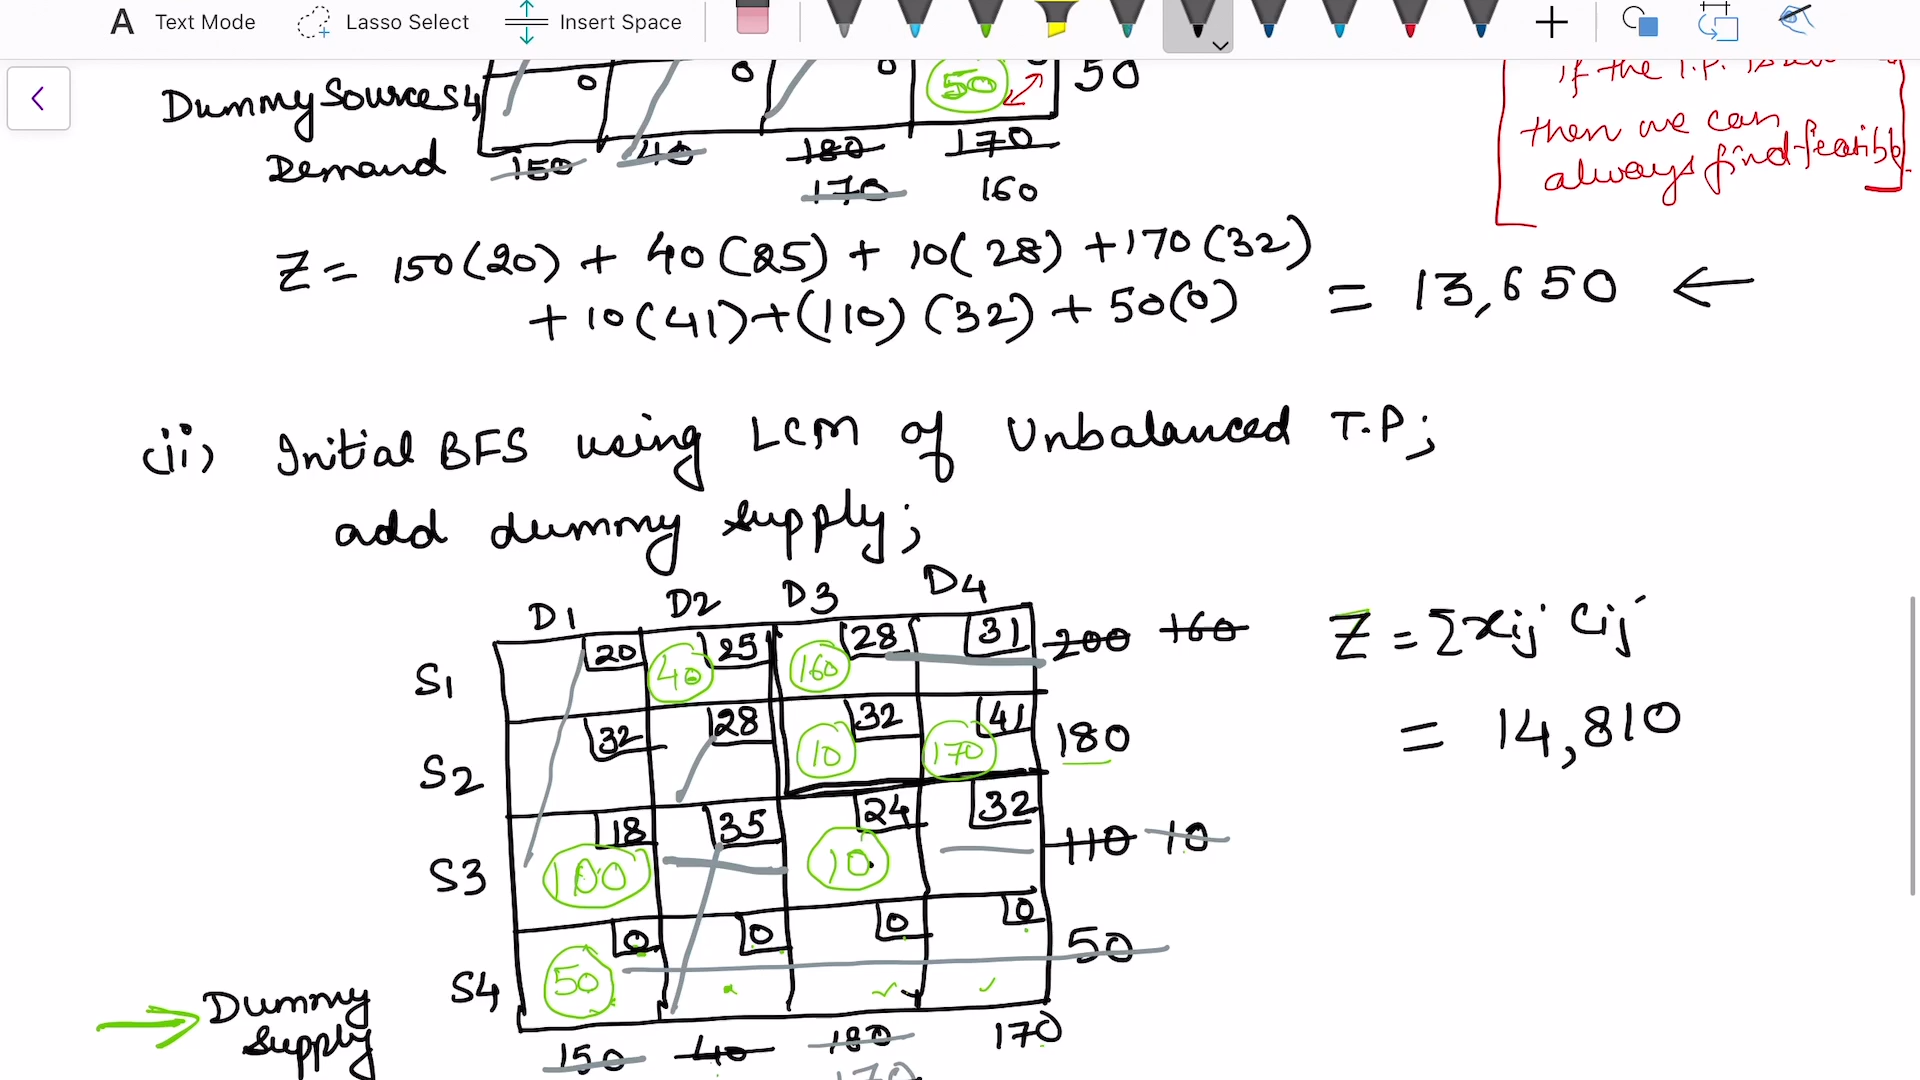 Text Mode Lasso Select Insert Space
if the T.P. is
then we can
always find feasible
0 0 0 50 50
Dummy Source S4
Demand 150 40 180 170
170 160
Z = 150(20) + 40(25) + 10(28) + 170(32)
+ 10(41) + (110)(32) + 50(0) = 13,650 ←
(ii) Initial BFS using LCM of Unbalanced T.P;
add dummy supply;
D1 D2 D3 D4
S1 20 40 25 160 28 31 200 160
S2 32 28 10 32 170 41 180
S3 100 18 35 10 24 32 110 10
S4 50 0 0 0 0 50
Dummy
Supply
150 40 180 170
170
Z = Σxij Cij
= 14,810